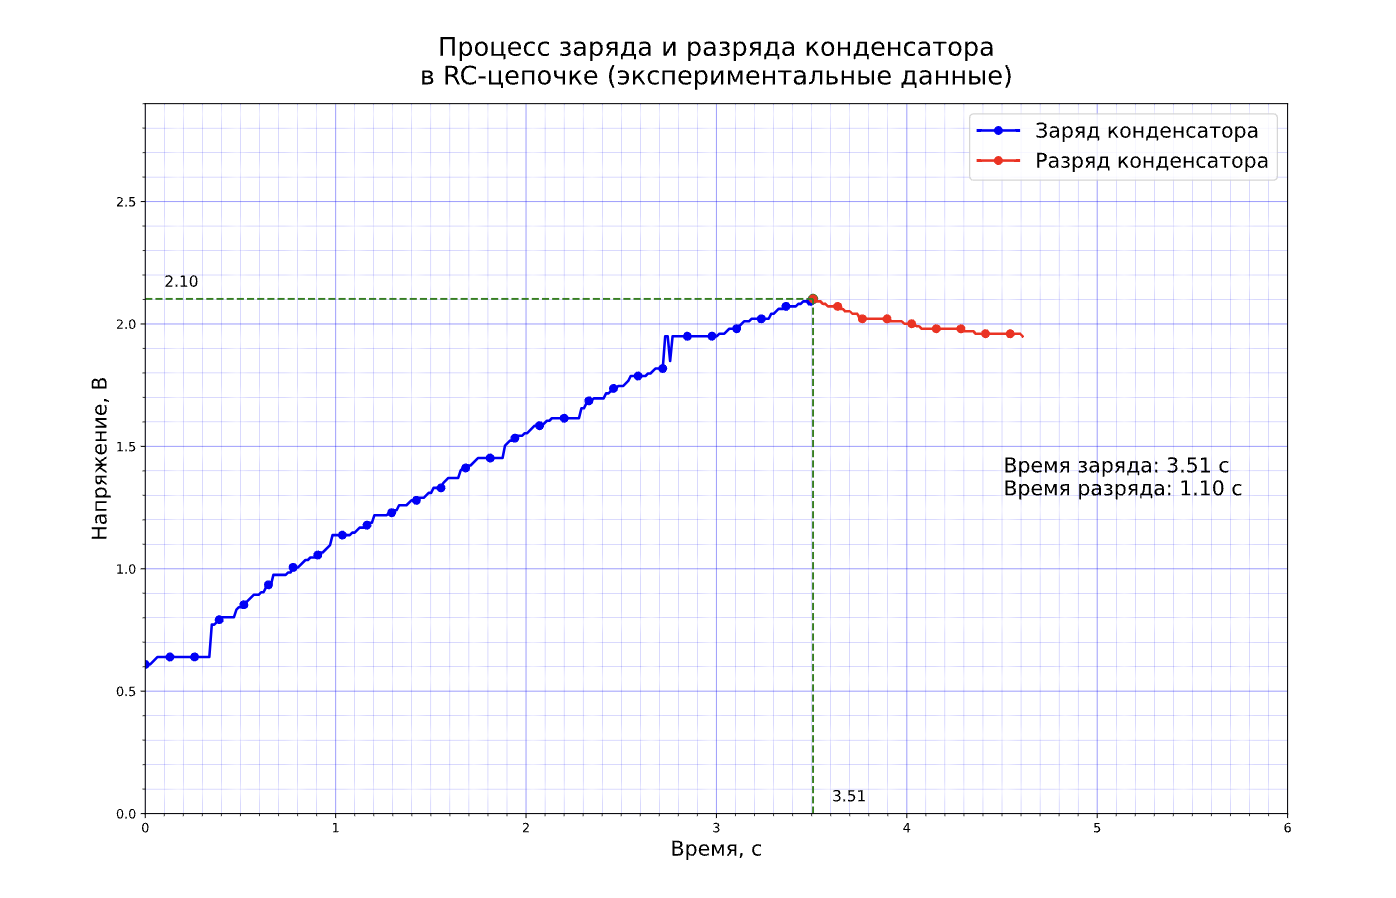 Процесс заряда и разряда конденсатора
в RC-цепочке (экспериментальные данные)
Заряд конденсатора
Разряд конденсатора
2.5
2.10
2.0
1.5
Время заряда: 3.51 с
Время разряда: 1.10 с
Напряжение, В
1.0
0.5
3.51
0.0
0 1 2 3 4 5 6
Время, с